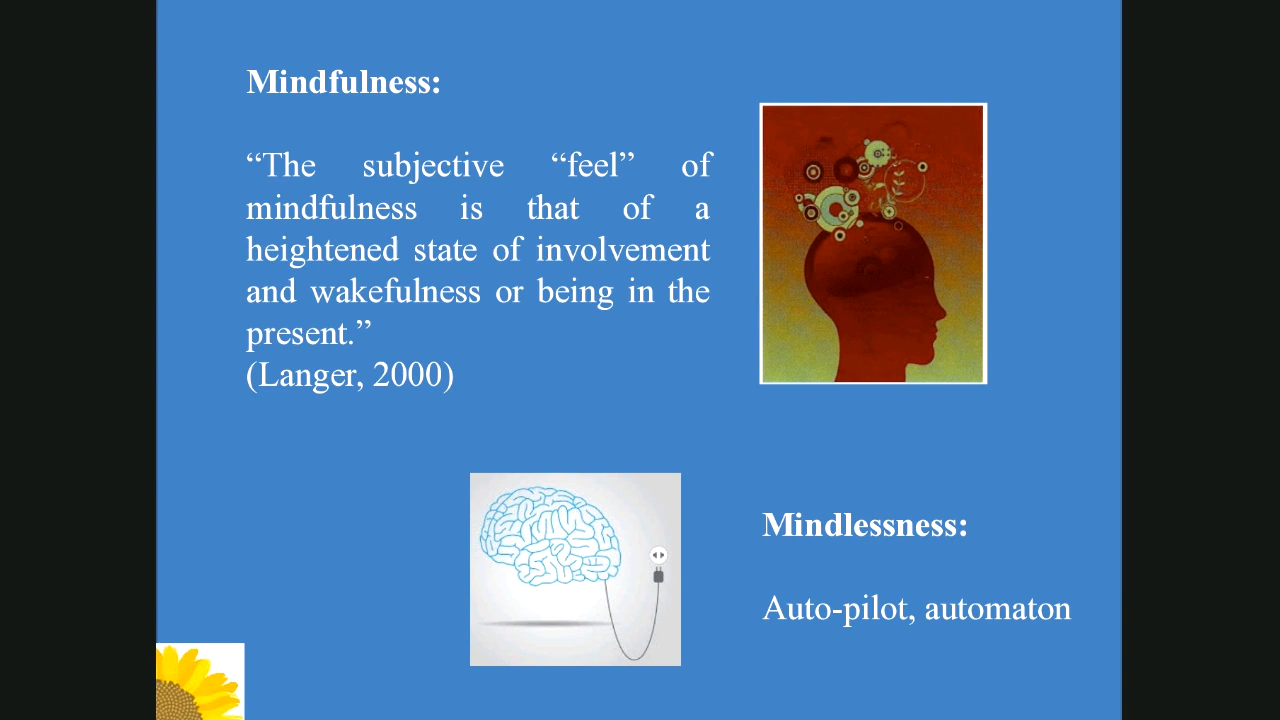 Mindfulness:
“The subjective “feel” of
mindfulness is that of a
heightened state of involvement
and wakefulness or being in the
present.”
(Langer, 2000)
Mindlessness:
Auto-pilot, automaton